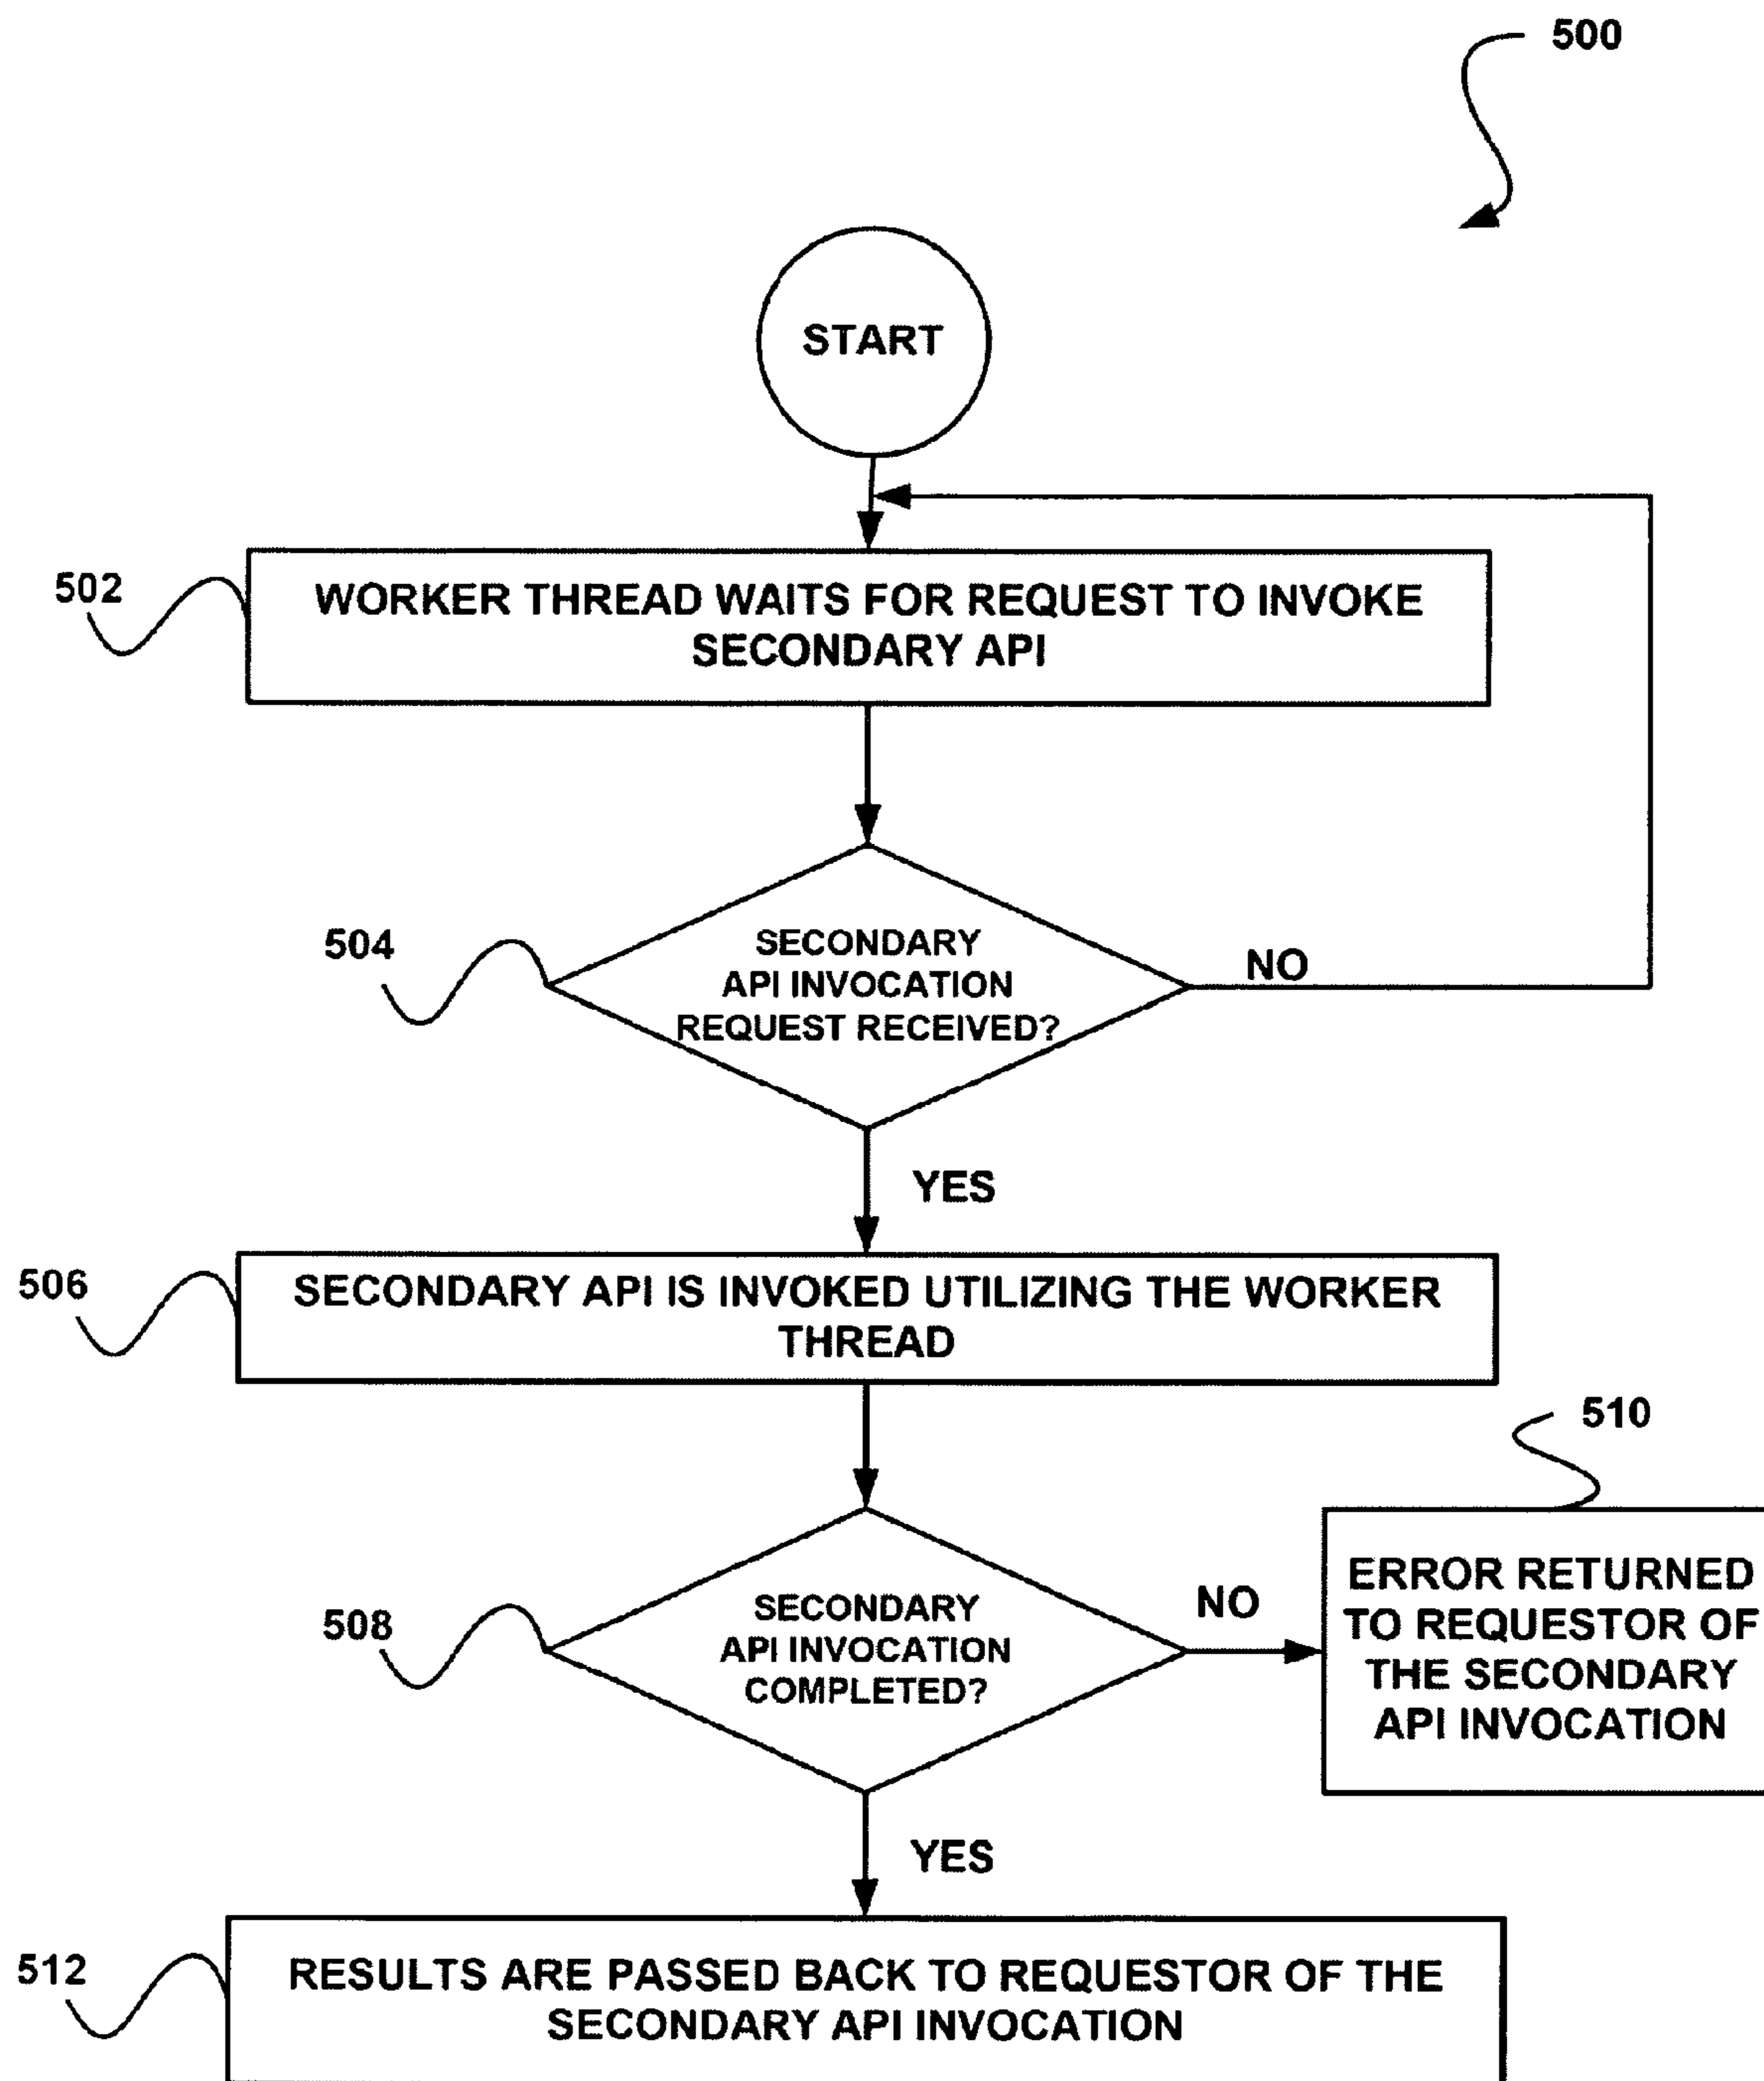 500
START
502
WORKER THREAD WAITS FOR REQUEST TO INVOKE
SECONDARY API
504
SECONDARY
API INVOCATION
REQUEST RECEIVED?
NO
YES
506
SECONDARY API IS INVOKED UTILIZING THE WORKER
THREAD
510
508
SECONDARY
API INVOCATION
COMPLETED?
NO
ERROR RETURNED
TO REQUESTOR OF
THE SECONDARY
API INVOCATION
YES
512
RESULTS ARE PASSED BACK TO REQUESTOR OF THE
SECONDARY API INVOCATION